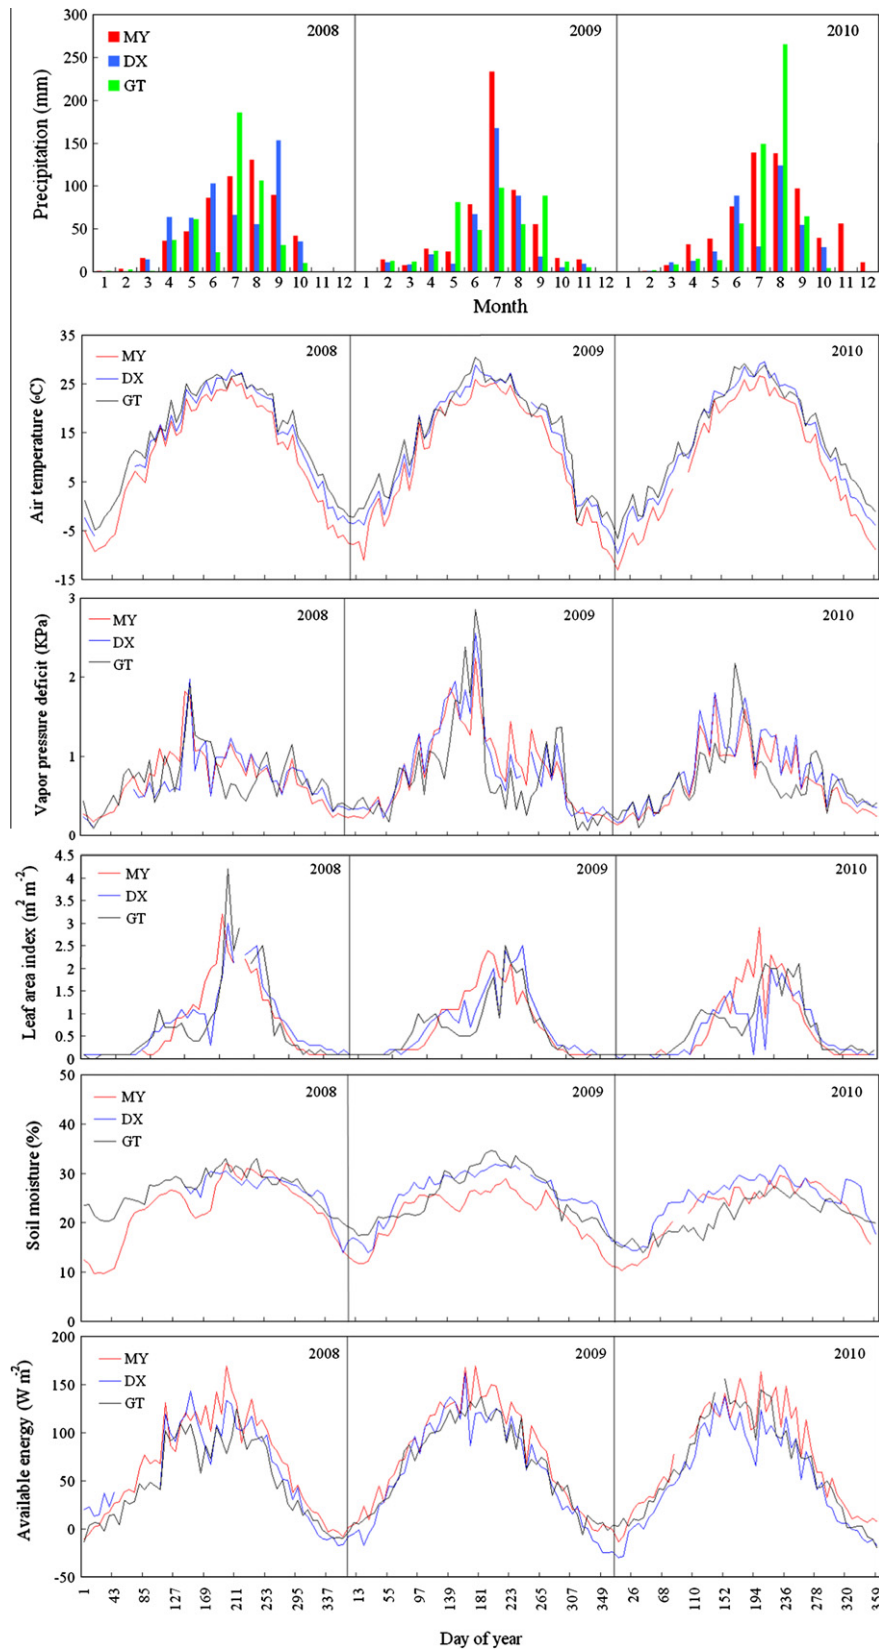 300
250
200
150
100
50
0
Precipitation (mm)
MY
DX
GT
2008
2009
2010
1 2 3 4 5 6 7 8 9 10 11 12 1 2 3 4 5 6 7 8 9 10 11 12 1 2 3 4 5 6 7 8 9 10 11 12
Month
35
25
15
5
-5
-15
Air temperature (oC)
MY
DX
GT
2008
2009
2010
3
2
1
0
Vapor pressure deficit (KPa)
MY
DX
GT
2008
2009
2010
4.5
4
3.5
3
2.5
2
1.5
1
0.5
0
Leaf area index (m² m⁻²)
MY
DX
GT
2008
2009
2010
50
40
30
20
10
0
Soil moisture (%)
MY
DX
GT
2008
2009
2010
200
150
100
50
0
-50
Available energy (W m²)
MY
DX
GT
2008
2009
2010
1 43 85 127 169 211 253 295 337 13 55 97 139 181 223 265 307 349 26 68 110 152 194 236 278 320 359
Day of year